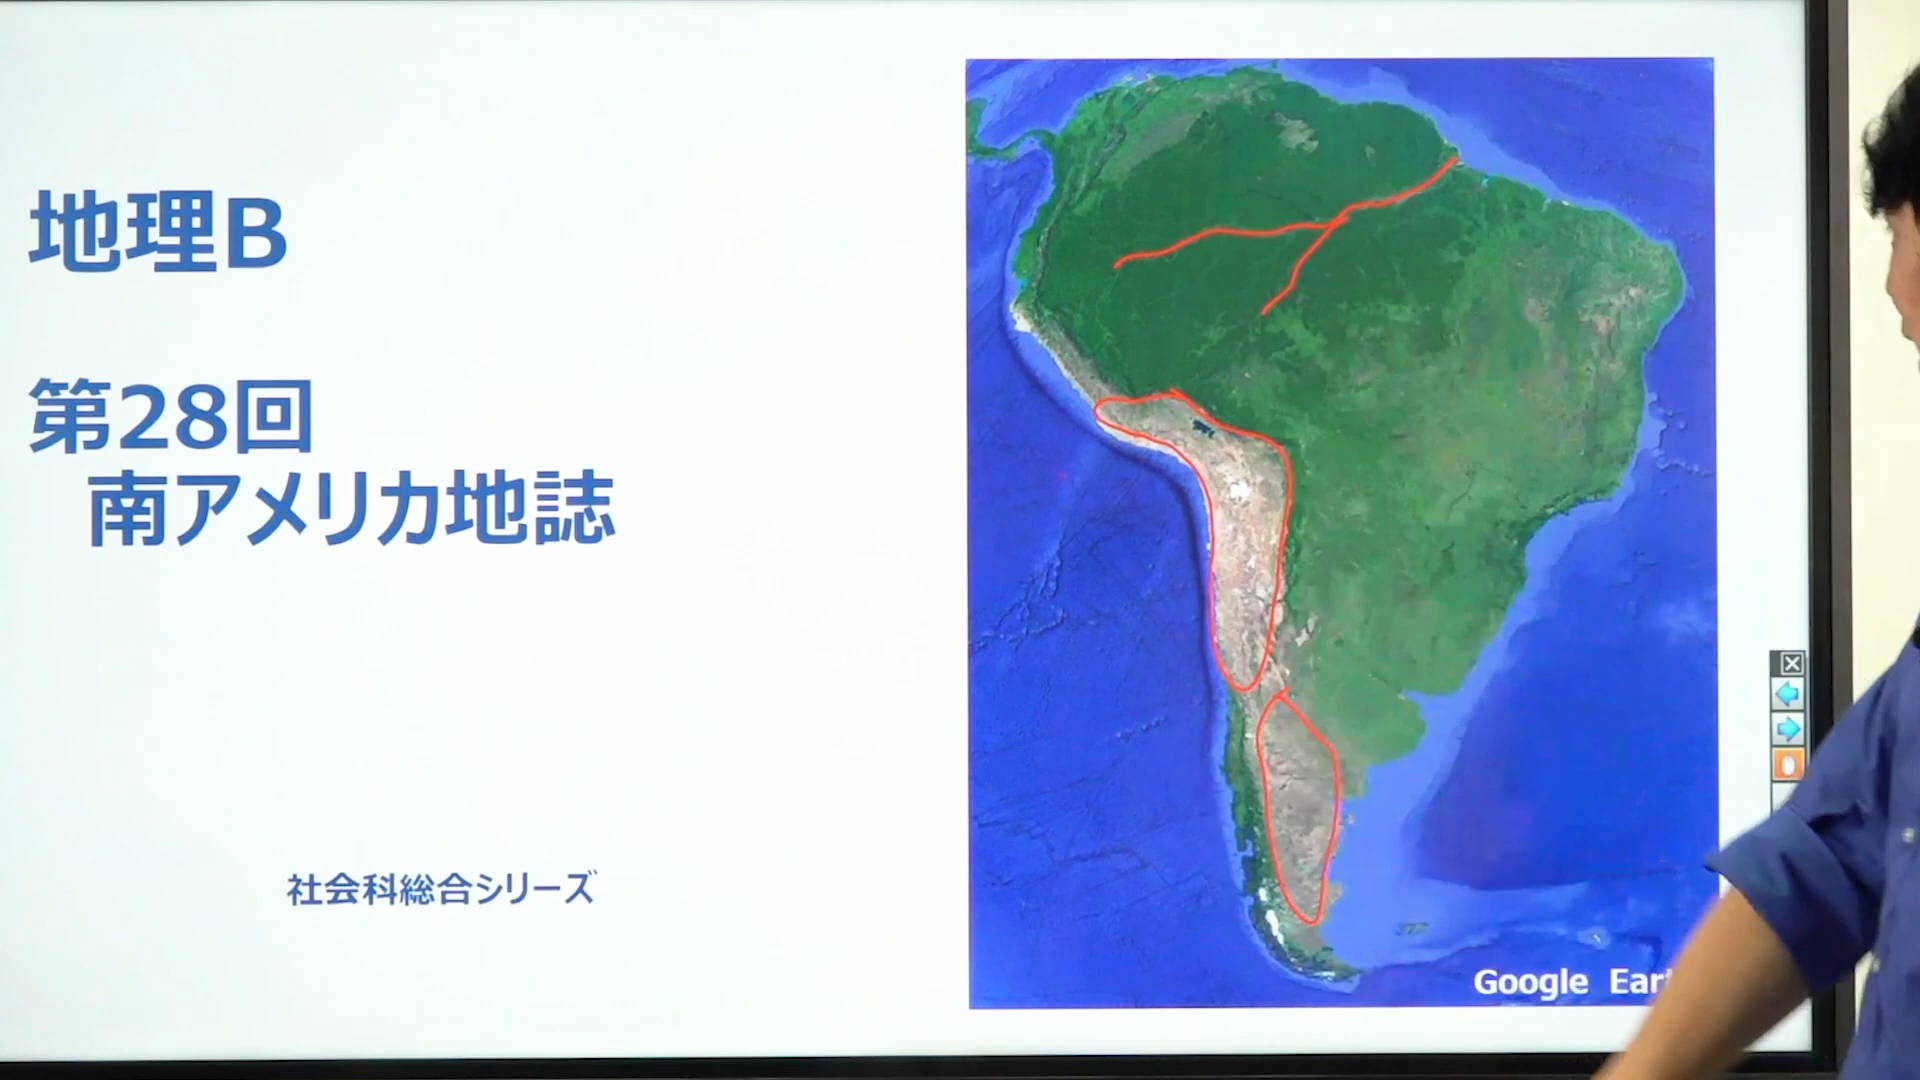 地理B
第28回
南アメリカ地誌
社会科総合シリーズ
Google